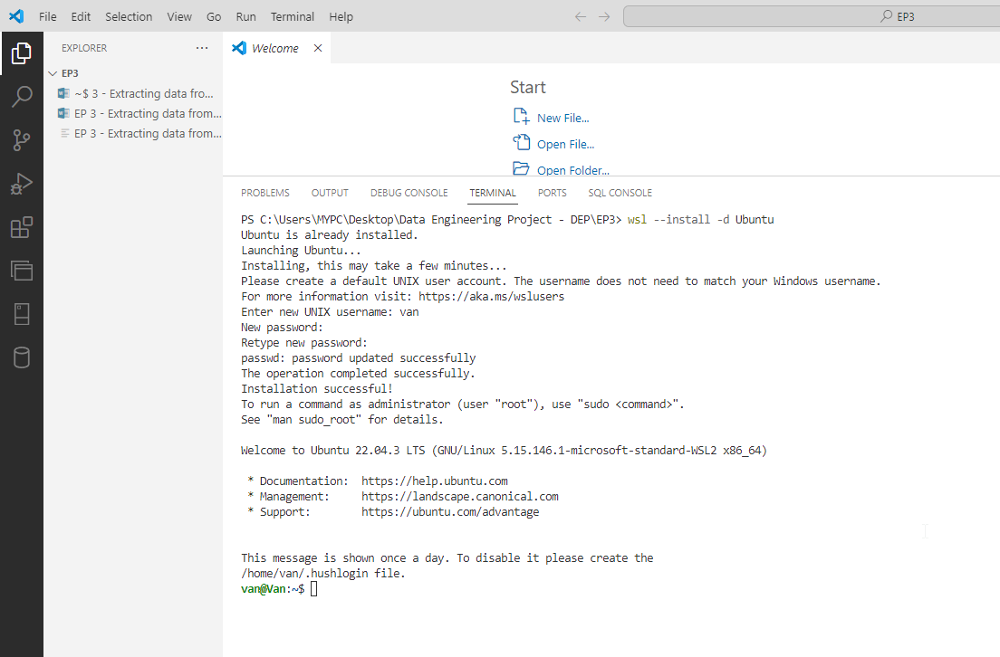 File Edit Selection View Go Run Terminal Help
EP3
EXPLORER
Welcome
EP3
~$ 3 - Extracting data fro...
EP 3 - Extracting data from...
EP 3 - Extracting data from...
Start
New File...
Open File...
Open Folder...
PROBLEMS OUTPUT DEBUG CONSOLE TERMINAL PORTS SQL CONSOLE
PS C:\Users\MYPC\Desktop\Data Engineering Project - DEP\EP3> wsl --install -d Ubuntu
Ubuntu is already installed.
Launching Ubuntu...
Installing, this may take a few minutes...
Please create a default UNIX user account. The username does not need to match your Windows username.
For more information visit: https://aka.ms/wslusers
Enter new UNIX username: van
New password:
Retype new password:
passwd: password updated successfully
The operation completed successfully.
Installation successful!
To run a command as administrator (user "root"), use "sudo <command>".
See "man sudo_root" for details.
Welcome to Ubuntu 22.04.3 LTS (GNU/Linux 5.15.146.1-microsoft-standard-WSL2 x86_64)
* Documentation: https://help.ubuntu.com
* Management: https://landscape.canonical.com
* Support: https://ubuntu.com/advantage
This message is shown once a day. To disable it please create the
/home/van/.hushlogin file.
van@Van:~$